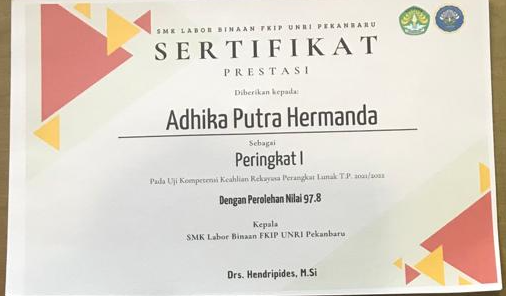 SMK LABOR BINAAN FKIP UNRI PEKANBARU
SERTIFIKAT
PRESTASI
Diberikan kepada:
Adhika Putra Hermanda
Sebagai
Peringkat I
Pada Uji Kompetensi Keahlian Rekayasa Perangkat Lunak T.P. 2021/2022
Dengan Perolehan Nilai 97.8
Kepala
SMK Labor Binaan FKIP UNRI Pekanbaru
Drs. Hendripides, M.Si